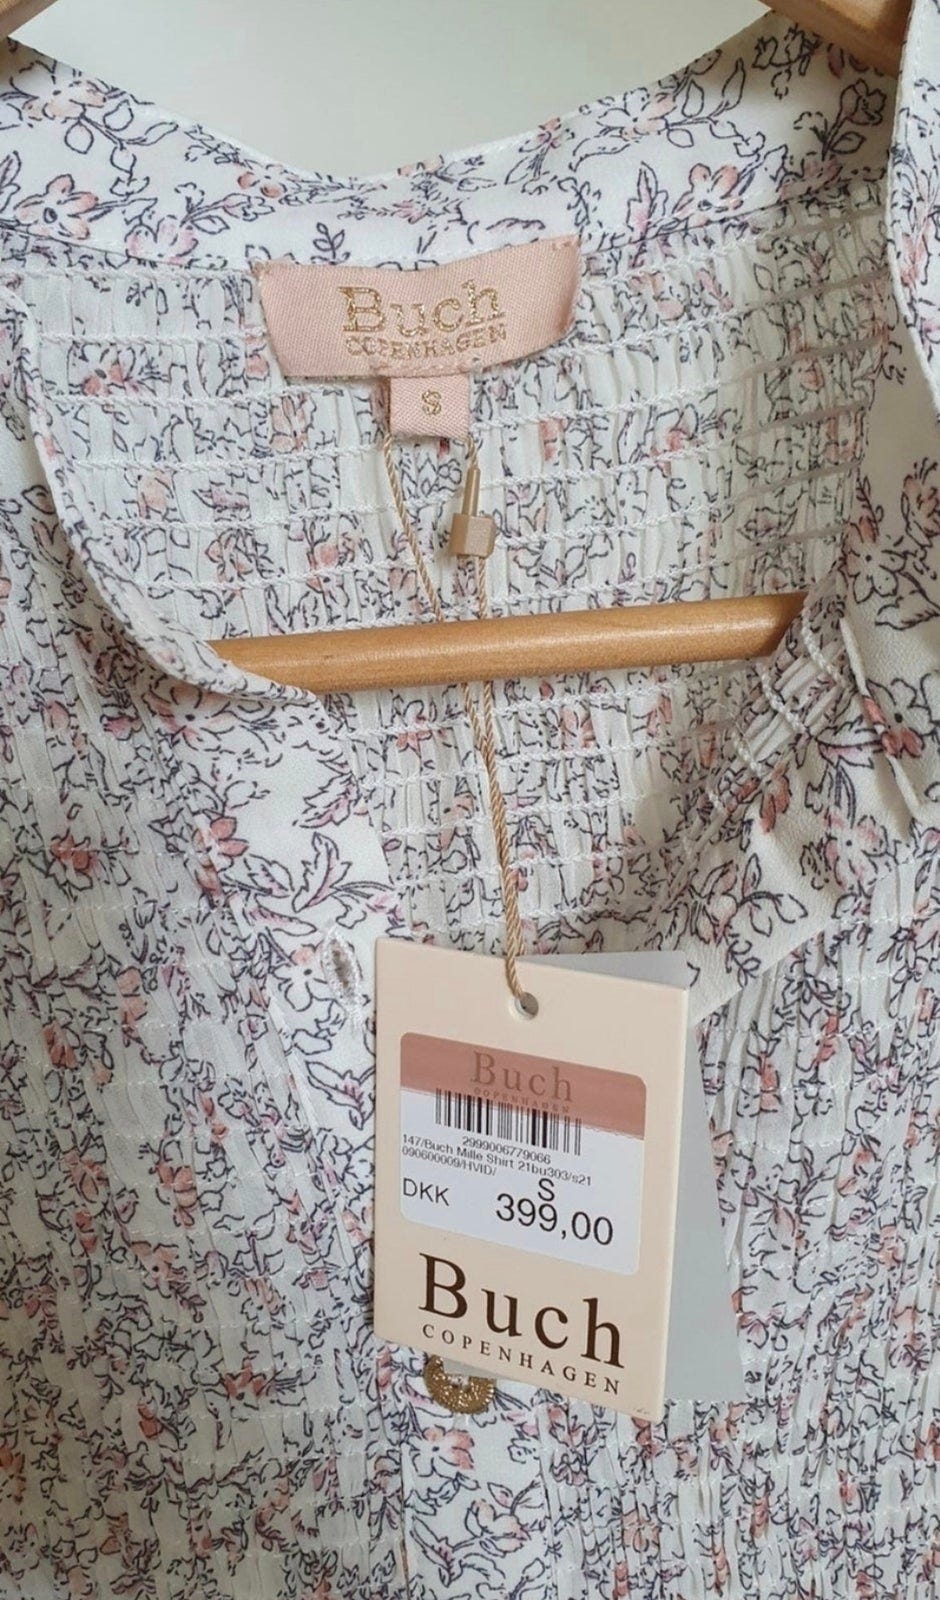 Buch
COPENHAGEN
S
Buch
COPENHAGEN
2999006779066
147/Buch Mille Shirt 21bu303/s21
090600009/HVID/
S
DKK 399,00
Buch
COPENHAGEN